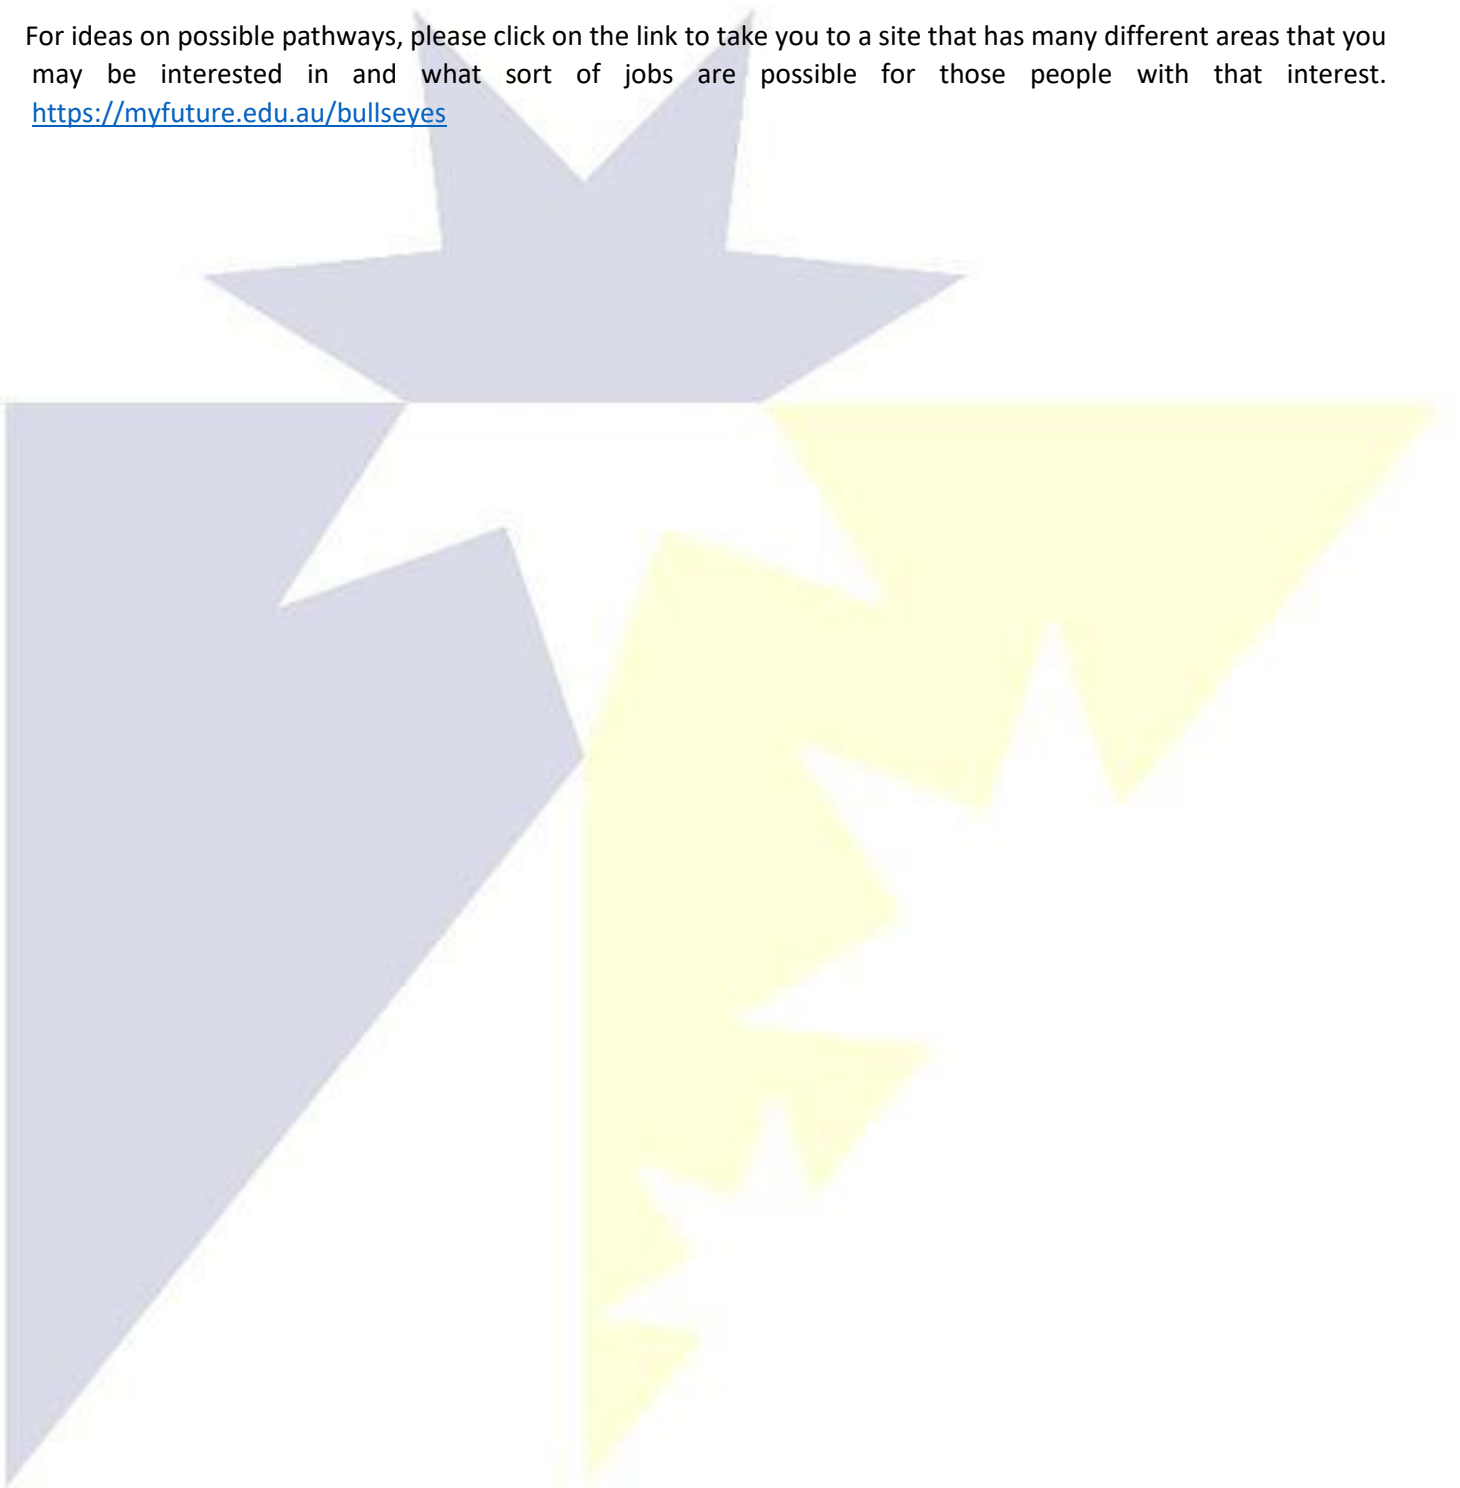 For ideas on possible pathways, please click on the link to take you to a site that has many different areas that you
may be interested in and what sort of jobs are possible for those people with that interest.
https://myfuture.edu.au/bullseyes